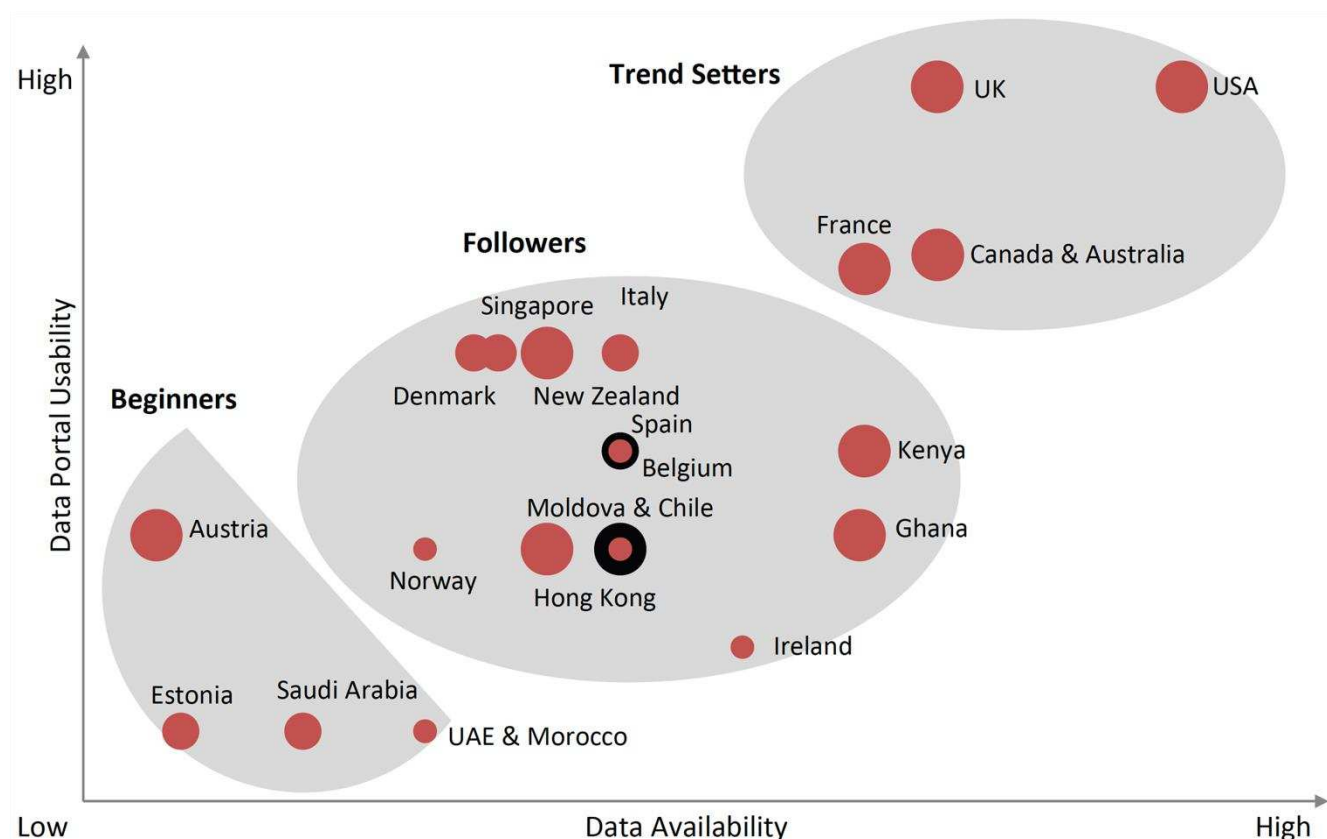 High
Trend Setters
UK
USA
France
Canada & Australia
Followers
Singapore
Italy
Denmark
New Zealand
Spain
Belgium
Kenya
Moldova & Chile
Ghana
Norway
Hong Kong
Ireland
Beginners
Austria
Estonia
Saudi Arabia
UAE & Morocco
Data Portal Usability
Low
Data Availability
High